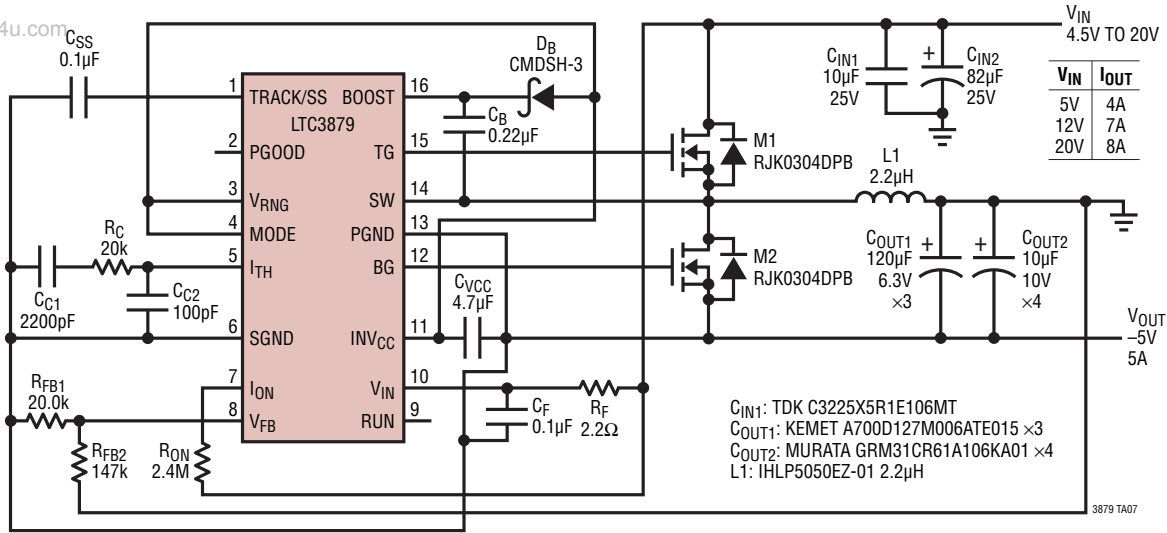 4u.com
CSS
0.1µF
DB
CMDSH-3
VIN
4.5V TO 20V
CIN1
10µF
25V
+
CIN2
82µF
25V
VIN IOUT
5V 4A
12V 7A
20V 8A
1
TRACK/SS
BOOST
16
LTC3879
CB
0.22µF
2
PGOOD
TG
15
M1
RJK0304DPB
L1
2.2µH
3
VRNG
SW
14
4
MODE
PGND
13
RC
20k
5
ITH
BG
12
M2
RJK0304DPB
COUT1
120µF
6.3V
×3
+
+
COUT2
10µF
10V
×4
CC1
2200pF
CC2
100pF
CVCC
4.7µF
6
SGND
INVCC
11
VOUT
–5V
5A
RFB1
20.0k
7
ION
VIN
10
8
VFB
RUN
9
CF
0.1µF
RF
2.2Ω
RFB2
147k
RON
2.4M
CIN1: TDK C3225X5R1E106MT
COUT1: KEMET A700D127M006ATE015 ×3
COUT2: MURATA GRM31CR61A106KA01 ×4
L1: IHLP5050EZ-01 2.2µH
3879 TA07